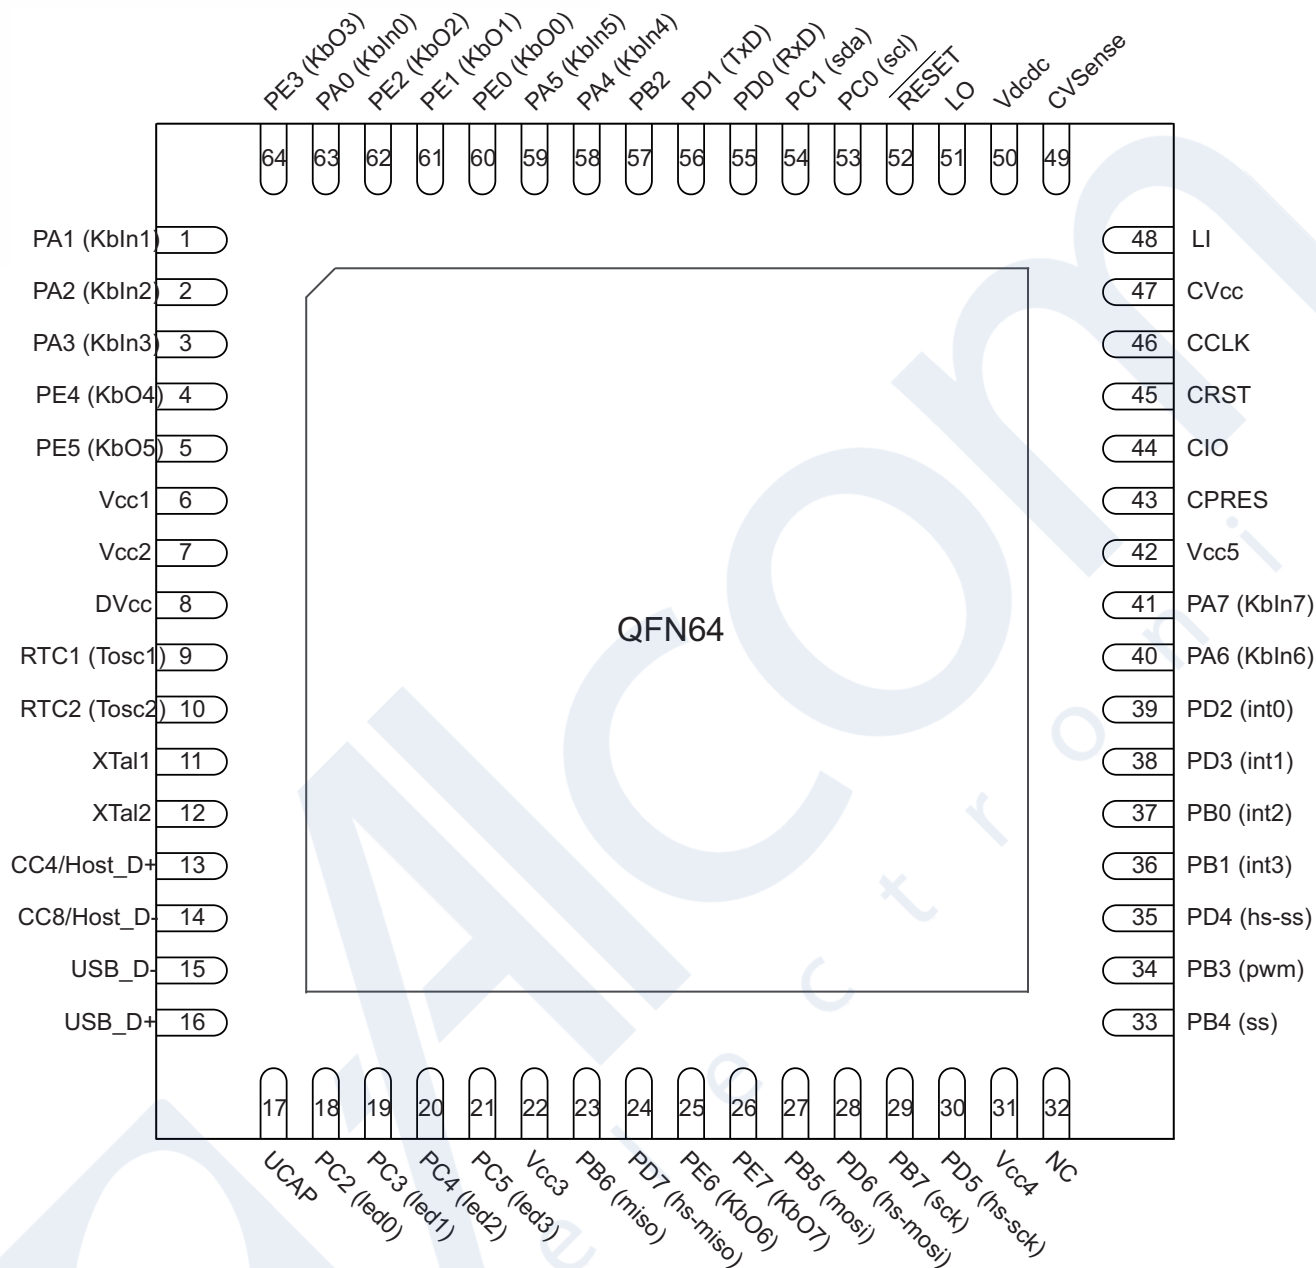 PE3 (KbO3)
PA0 (KbIn0)
PE2 (KbO2)
PE1 (KbO1)
PE0 (KbO0)
PA5 (KbIn5)
PA4 (KbIn4)
PB2
PD1 (TxD)
PD0 (RxD)
PC1 (sda)
PC0 (scl)
RESET
LO
Vdcdc
CVSense
64 63 62 61 60 59 58 57 56 55 54 53 52 51 50 49
PA1 (KbIn1) 1
PA2 (KbIn2) 2
PA3 (KbIn3) 3
PE4 (KbO4) 4
PE5 (KbO5) 5
Vcc1 6
Vcc2 7
DVcc 8
RTC1 (Tosc1) 9
RTC2 (Tosc2) 10
XTal1 11
XTal2 12
CC4/Host_D+ 13
CC8/Host_D- 14
USB_D- 15
USB_D+ 16
QFN64
48 LI
47 CVcc
46 CCLK
45 CRST
44 CIO
43 CPRES
42 Vcc5
41 PA7 (KbIn7)
40 PA6 (KbIn6)
39 PD2 (int0)
38 PD3 (int1)
37 PB0 (int2)
36 PB1 (int3)
35 PD4 (hs-ss)
34 PB3 (pwm)
33 PB4 (ss)
17 18 19 20 21 22 23 24 25 26 27 28 29 30 31 32
UCAP
PC2 (led0)
PC3 (led1)
PC4 (led2)
PC5 (led3)
Vcc3
PB6 (miso)
PD7 (hs-miso)
PE6 (KbO6)
PE7 (KbO7)
PB5 (mosi)
PD6 (hs-mosi)
PB7 (sck)
PD5 (hs-sck)
Vcc4
NC
Alcom
electroni